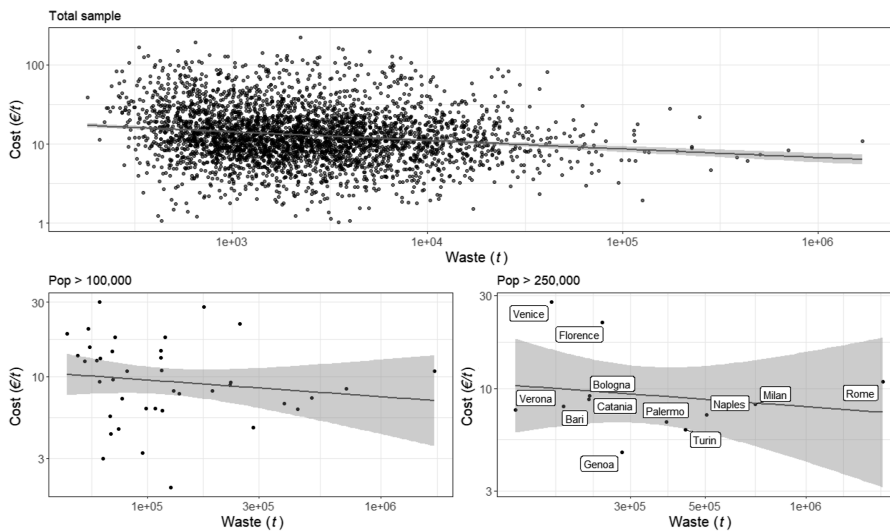 Total sample
Cost (€/t)
100
10
1
1e+03 1e+04 1e+05 1e+06
Waste (t)
Pop > 100,000
Cost (€/t)
30
10
3
1e+05 3e+05 1e+06
Waste (t)
Pop > 250,000
Cost (€/t)
30
10
3
Venice
Florence
Bologna
Verona
Catania
Bari
Palermo
Naples
Milan
Rome
Turin
Genoa
3e+05 5e+05 1e+06
Waste (t)